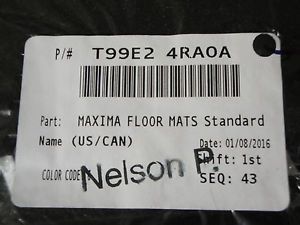 P/# T99E2 4RA0A
Part: MAXIMA FLOOR MATS Standard
Name (US/CAN) Date: 01/08/2016
Shift: 1st
COLOR CODE: Nelson P.
SEQ: 43